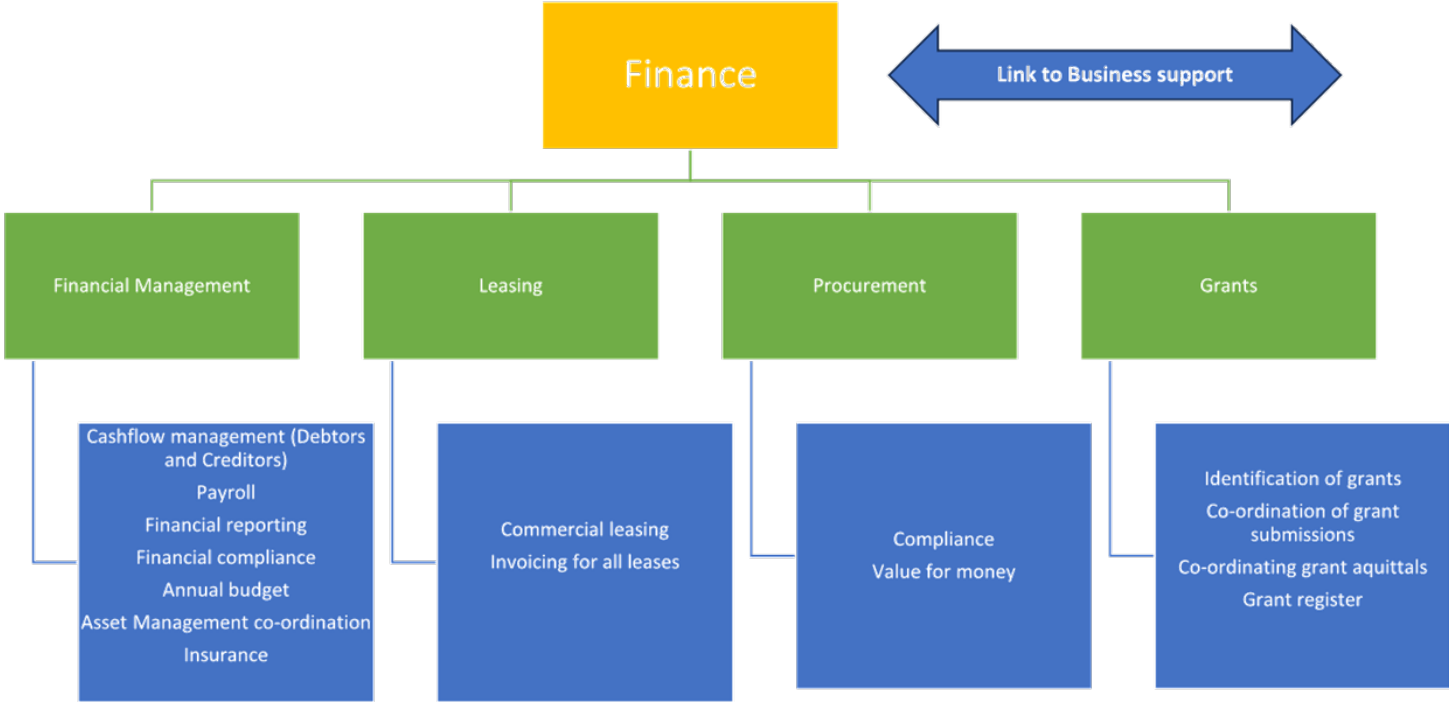 Finance
Link to Business support
Financial Management
Leasing
Procurement
Grants
Cashflow management (Debtors
and Creditors)
Payroll
Financial reporting
Financial compliance
Annual budget
Asset Management co-ordination
Insurance
Commercial leasing
Invoicing for all leases
Compliance
Value for money
Identification of grants
Co-ordination of grant
submissions
Co-ordinating grant aquittals
Grant register